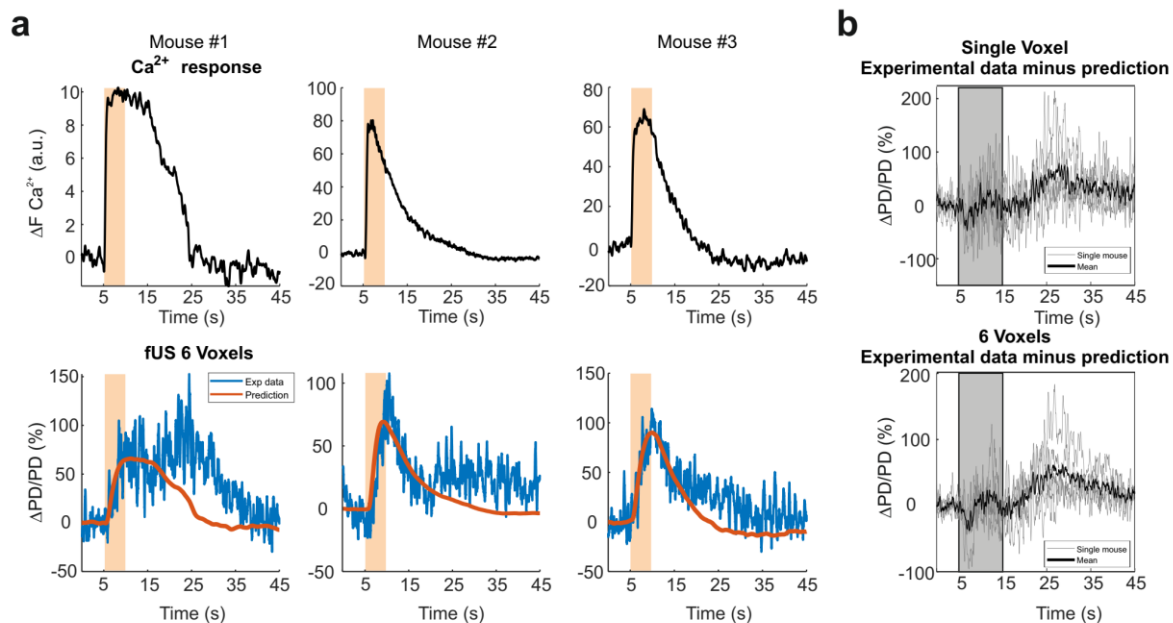 a
b
Mouse #1
Mouse #2
Mouse #3
Ca2+ response
ΔF Ca2+ (a.u.)
10
8
6
4
2
0
5
15
25
35
45
Time (s)
100
80
60
40
20
0
-20
5
15
25
35
45
Time (s)
80
60
40
20
0
-20
5
15
25
35
45
Time (s)
fUS 6 Voxels
ΔPD/PD (%)
150
100
50
0
-50
Exp data
Prediction
5
15
25
35
45
Time (s)
100
50
0
-50
5
15
25
35
45
Time (s)
150
100
50
0
-50
5
15
25
35
45
Time (s)
Single Voxel
Experimental data minus prediction
ΔPD/PD (%)
200
100
0
-100
Single mouse
Mean
5
15
25
35
45
Time (s)
6 Voxels
Experimental data minus prediction
ΔPD/PD (%)
200
100
0
-100
Single mouse
Mean
5
15
25
35
45
Time (s)